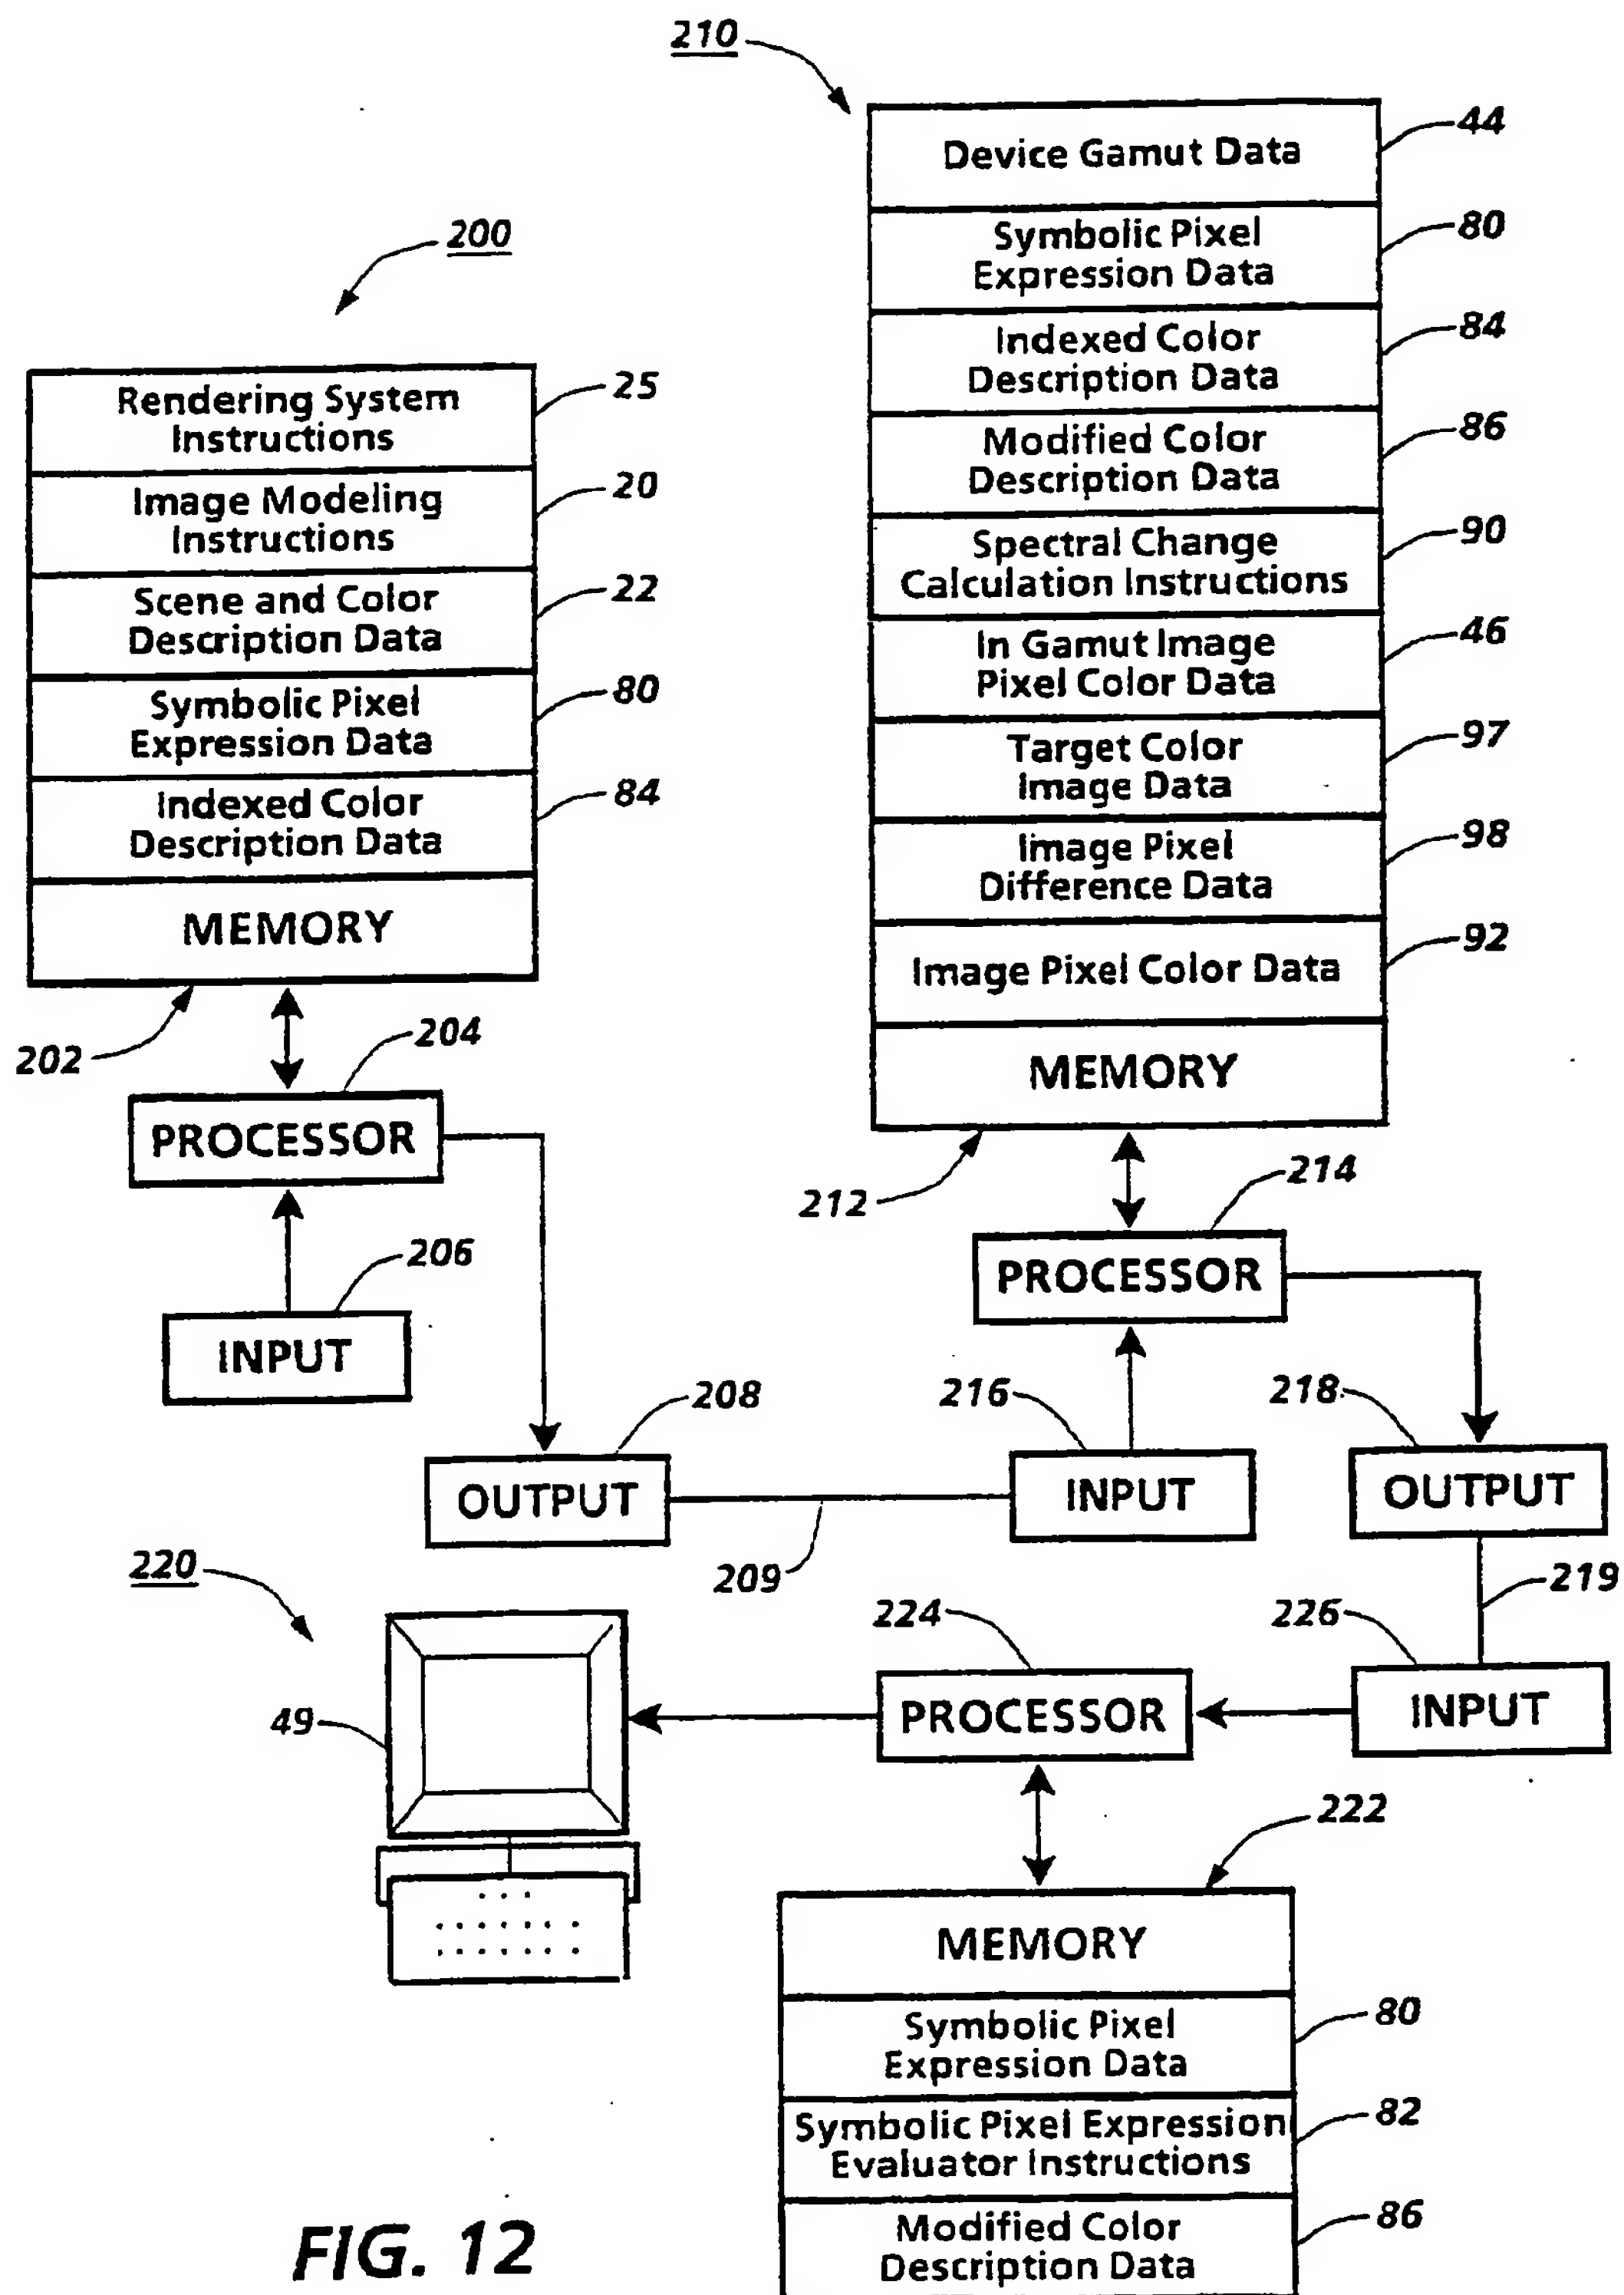 210
Device Gamut Data
44
Symbolic Pixel
Expression Data
80
Indexed Color
Description Data
84
Modified Color
Description Data
86
Spectral Change
Calculation Instructions
90
In Gamut Image
Pixel Color Data
46
Target Color
Image Data
97
Image Pixel
Difference Data
98
Image Pixel Color Data
92
MEMORY
212
200
Rendering System
Instructions
25
Image Modeling
Instructions
20
Scene and Color
Description Data
22
Symbolic Pixel
Expression Data
80
Indexed Color
Description Data
84
MEMORY
202
204
PROCESSOR
206
INPUT
208
OUTPUT
209
214
PROCESSOR
216
INPUT
218
OUTPUT
219
220
49
224
PROCESSOR
226
INPUT
222
MEMORY
Symbolic Pixel
Expression Data
80
Symbolic Pixel Expression
Evaluator Instructions
82
Modified Color
Description Data
86
FIG. 12